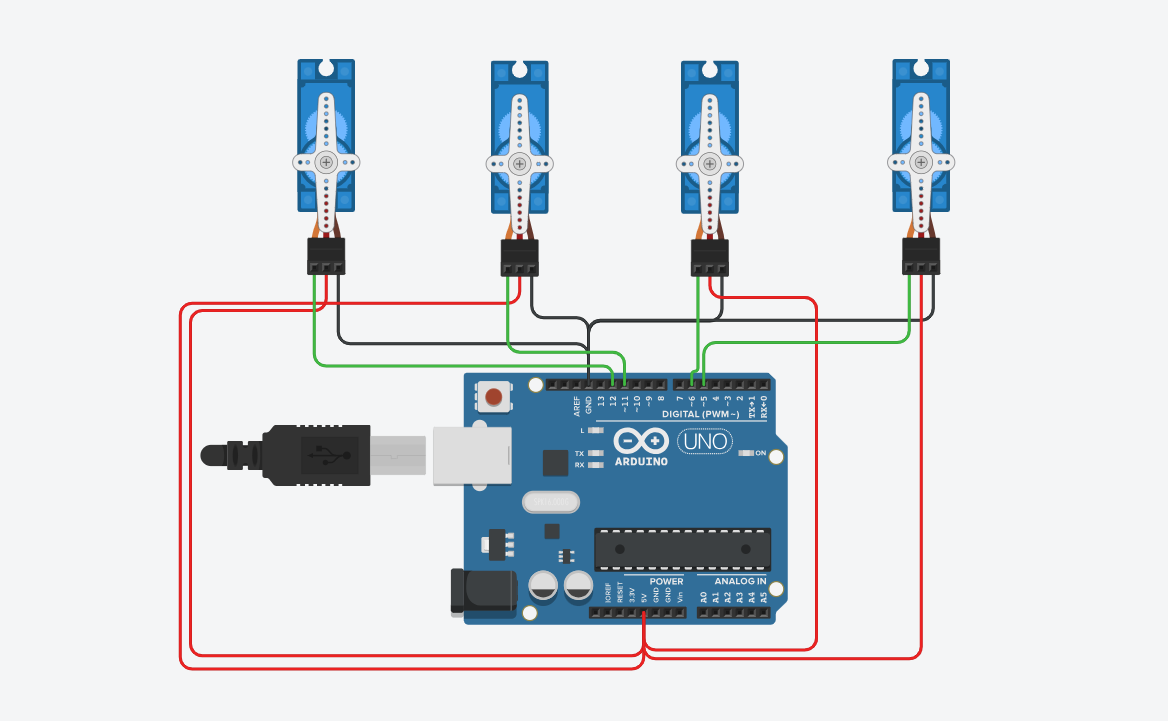 AREF
GND
13
12
~11
~10
~9
8
7
~6
~5
4
~3
2
TX→1
RX←0
DIGITAL (PWM~)
L
TX
RX
ARDUINO
UNO
ON
POWER
ANALOG IN
IOREF
RESET
3.3V
5V
GND
GND
Vin
A0
A1
A2
A3
A4
A5